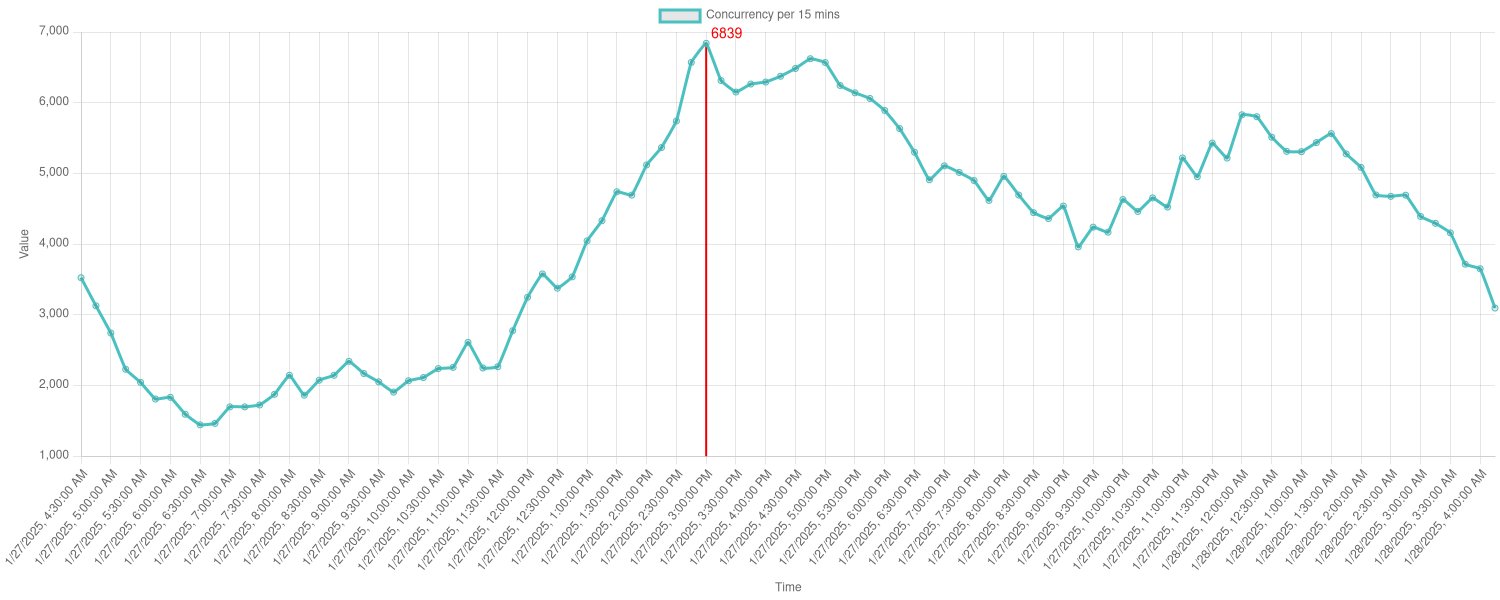 Concurrency per 15 mins
6839
7,000
6,000
5,000
4,000
3,000
2,000
1,000
Value
1/27/2025, 4:30:00 AM
1/27/2025, 5:00:00 AM
1/27/2025, 5:30:00 AM
1/27/2025, 6:00:00 AM
1/27/2025, 6:30:00 AM
1/27/2025, 7:00:00 AM
1/27/2025, 7:30:00 AM
1/27/2025, 8:00:00 AM
1/27/2025, 8:30:00 AM
1/27/2025, 9:00:00 AM
1/27/2025, 9:30:00 AM
1/27/2025, 10:00:00 AM
1/27/2025, 10:30:00 AM
1/27/2025, 11:00:00 AM
1/27/2025, 11:30:00 AM
1/27/2025, 12:00:00 PM
1/27/2025, 12:30:00 PM
1/27/2025, 1:00:00 PM
1/27/2025, 1:30:00 PM
1/27/2025, 2:00:00 PM
1/27/2025, 2:30:00 PM
1/27/2025, 3:00:00 PM
1/27/2025, 3:30:00 PM
1/27/2025, 4:00:00 PM
1/27/2025, 4:30:00 PM
1/27/2025, 5:00:00 PM
1/27/2025, 5:30:00 PM
1/27/2025, 6:00:00 PM
1/27/2025, 6:30:00 PM
1/27/2025, 7:00:00 PM
1/27/2025, 7:30:00 PM
1/27/2025, 8:00:00 PM
1/27/2025, 8:30:00 PM
1/27/2025, 9:00:00 PM
1/27/2025, 9:30:00 PM
1/27/2025, 10:00:00 PM
1/27/2025, 10:30:00 PM
1/27/2025, 11:00:00 PM
1/27/2025, 11:30:00 PM
1/28/2025, 12:00:00 AM
1/28/2025, 12:30:00 AM
1/28/2025, 1:00:00 AM
1/28/2025, 1:30:00 AM
1/28/2025, 2:00:00 AM
1/28/2025, 2:30:00 AM
1/28/2025, 3:00:00 AM
1/28/2025, 3:30:00 AM
1/28/2025, 4:00:00 AM
Time